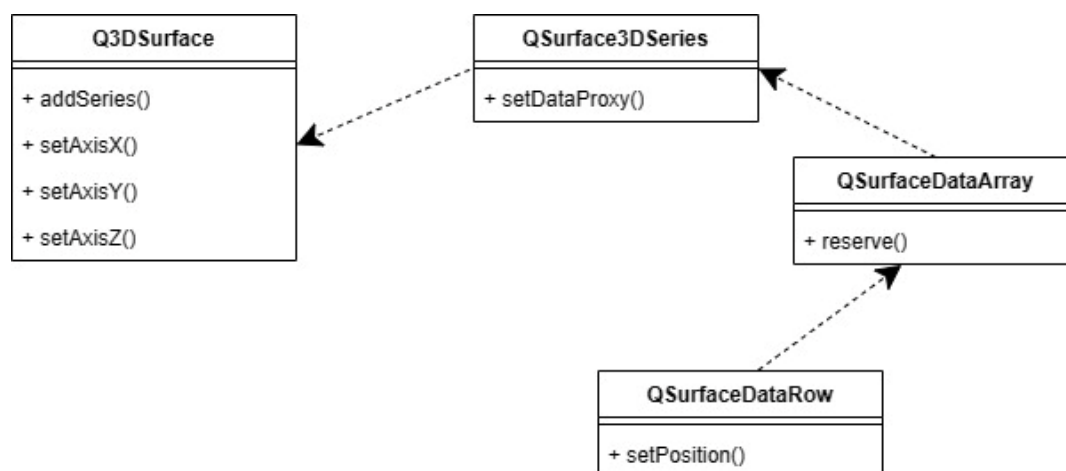 Q3DSurface
+ addSeries()
+ setAxisX()
+ setAxisY()
+ setAxisZ()
QSurface3DSeries
+ setDataProxy()
QSurfaceDataArray
+ reserve()
QSurfaceDataRow
+ setPosition()